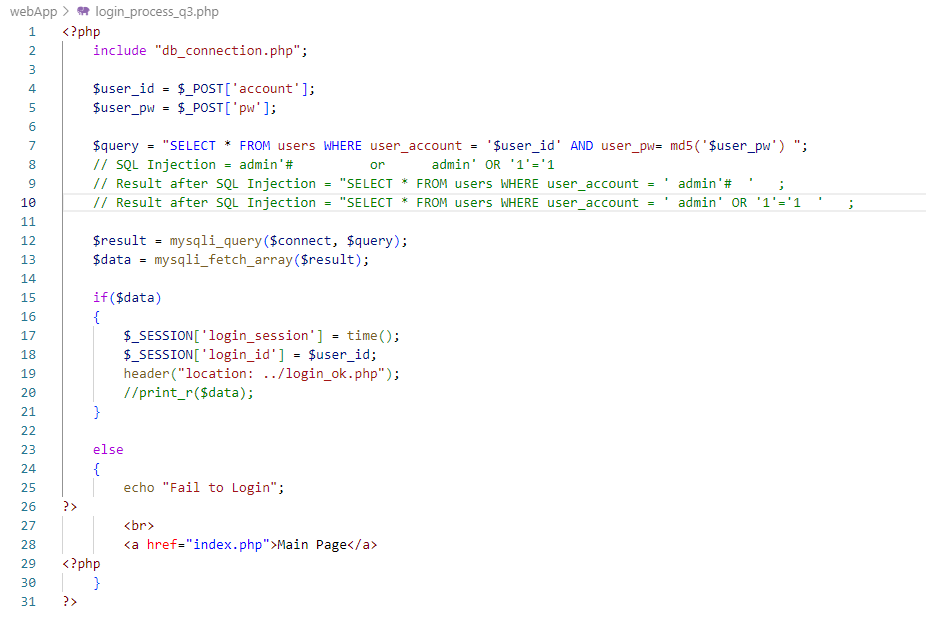 webApp > login_process_q3.php
1 <?php
2 include "db_connection.php";
3
4 $user_id = $_POST['account'];
5 $user_pw = $_POST['pw'];
6
7 $query = "SELECT * FROM users WHERE user_account = '$user_id' AND user_pw= md5('$user_pw') ";
8 // SQL Injection = admin'#          or      admin' OR '1'='1
9 // Result after SQL Injection = "SELECT * FROM users WHERE user_account = ' admin'#  '   ;
10 // Result after SQL Injection = "SELECT * FROM users WHERE user_account = ' admin' OR '1'='1  '   ;
11
12 $result = mysqli_query($connect, $query);
13 $data = mysqli_fetch_array($result);
14
15 if($data)
16 {
17 $_SESSION['login_session'] = time();
18 $_SESSION['login_id'] = $user_id;
19 header("location: ../login_ok.php");
20 //print_r($data);
21 }
22
23 else
24 {
25 echo "Fail to Login";
26 ?>
27 <br>
28 <a href="index.php">Main Page</a>
29 <?php
30 }
31 ?>